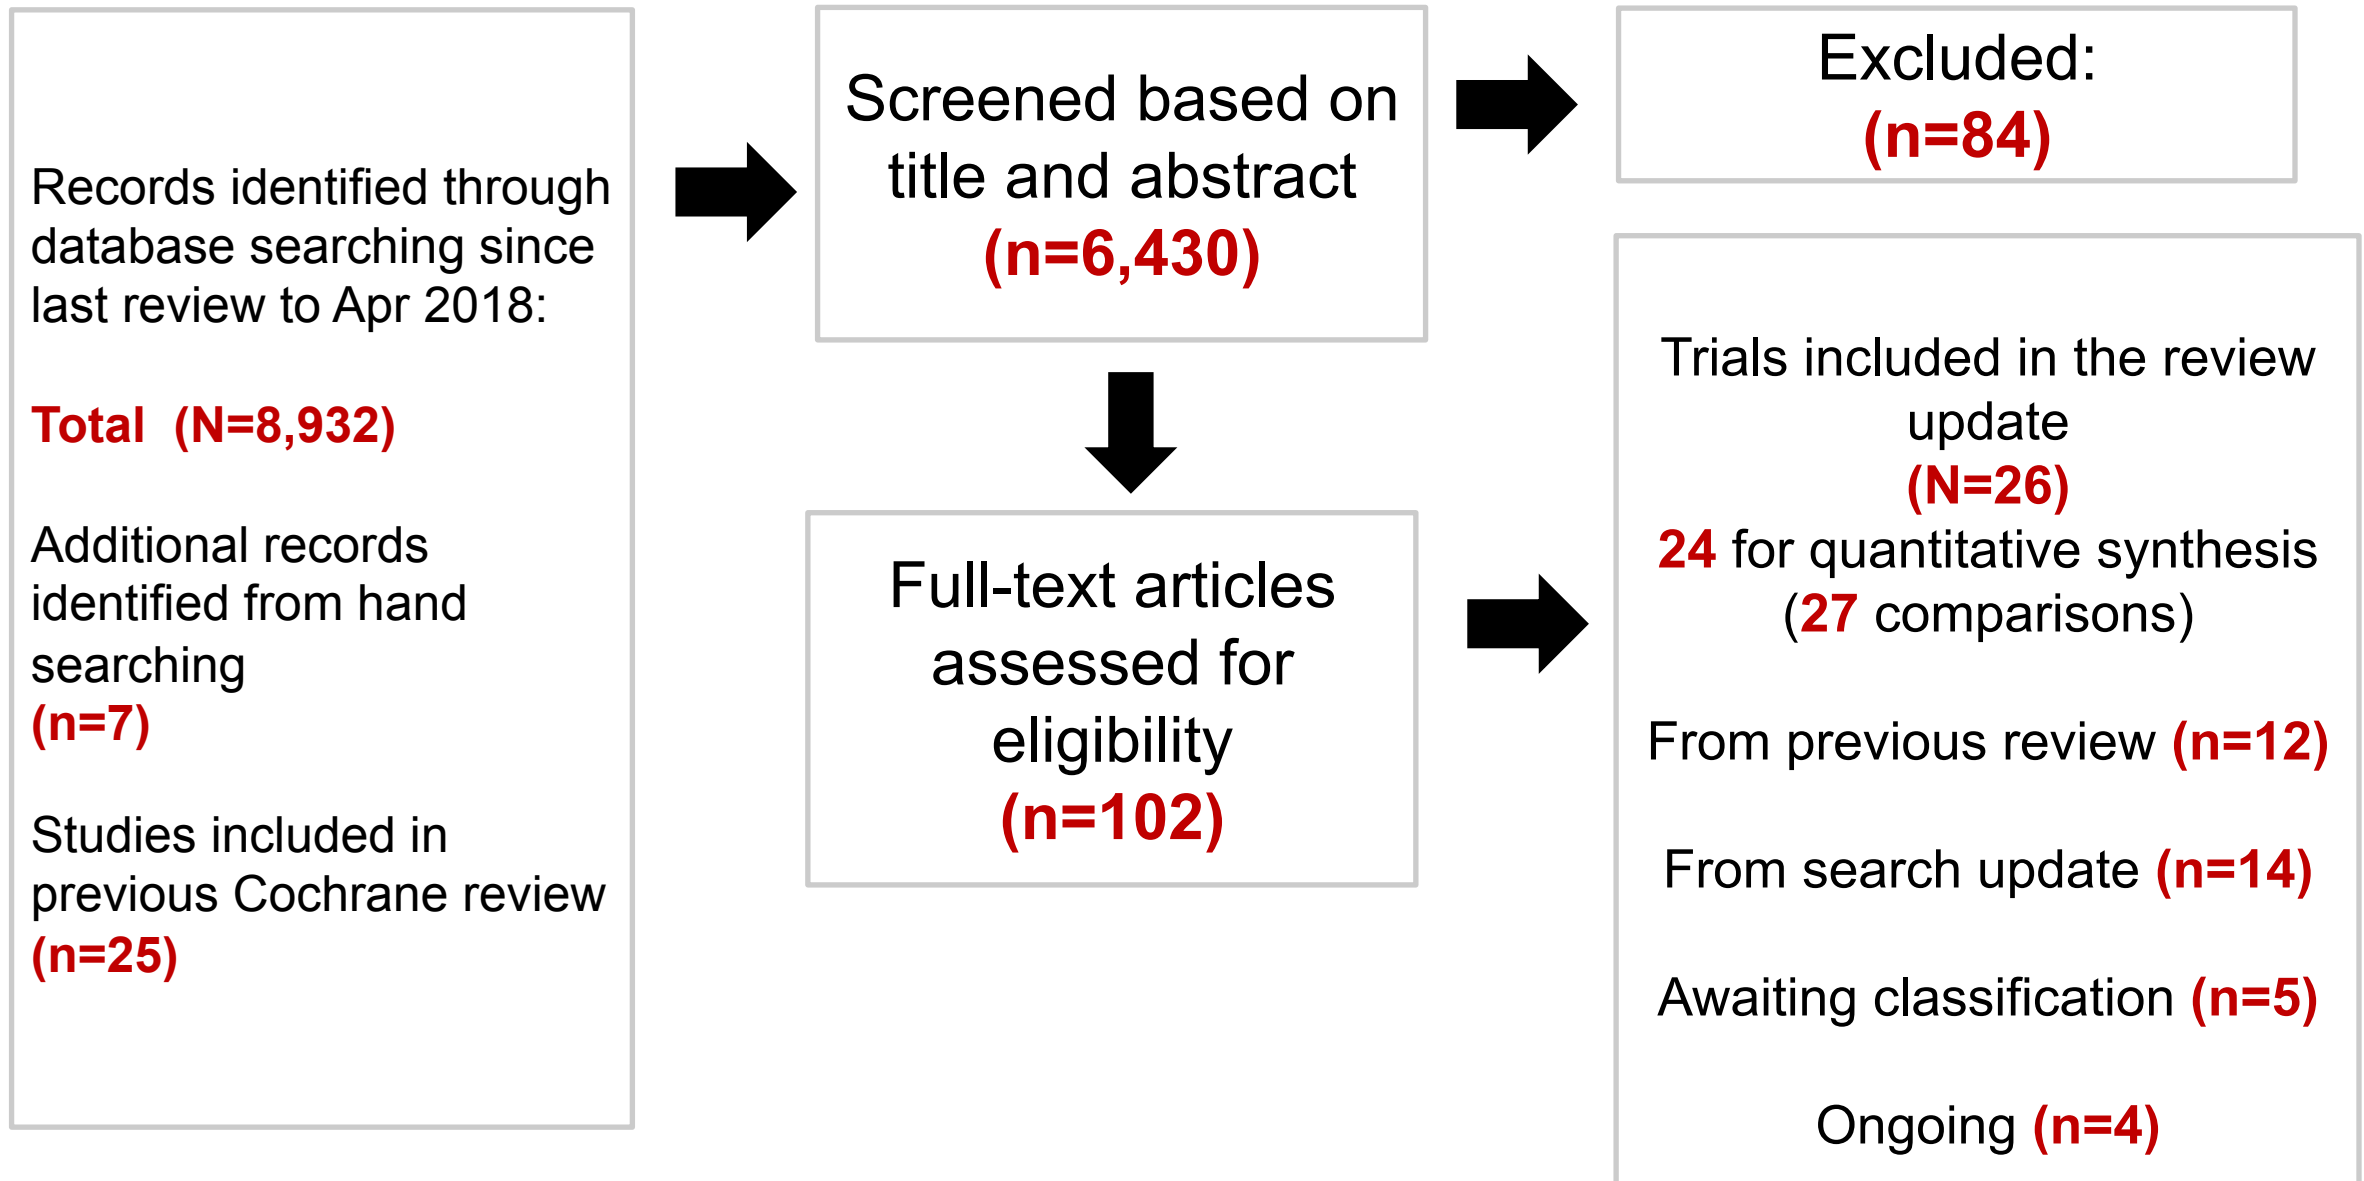 Records identified through
database searching since
last review to Apr 2018:
Total (N=8,932)
Additional records
identified from hand
searching
(n=7)
Studies included in
previous Cochrane review
(n=25)
Screened based on
title and abstract
(n=6,430)
Excluded:
(n=84)
Full-text articles
assessed for
eligibility
(n=102)
Trials included in the review
update
(N=26)
24 for quantitative synthesis
(27 comparisons)
From previous review (n=12)
From search update (n=14)
Awaiting classification (n=5)
Ongoing (n=4)